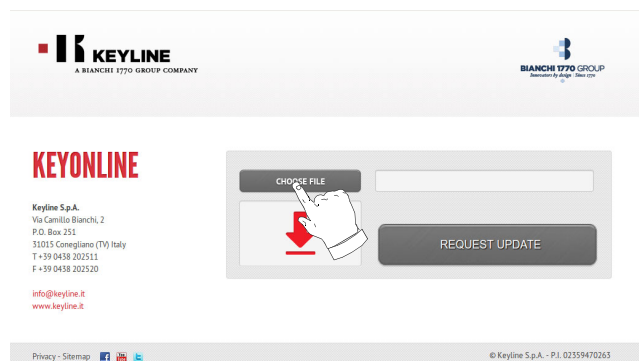 KEYLINE
A BIANCHI 1770 GROUP COMPANY
BIANCHI 1770 GROUP
Innovators by design · Since 1770
KEYONLINE
CHOOSE FILE
Keyline S.p.A.
Via Camillo Bianchi, 2
P.O. Box 251
31015 Conegliano (TV) Italy
T +39 0438 202511
F +39 0438 202520
REQUEST UPDATE
info@keyline.it
www.keyline.it
Privacy - Sitemap
© Keyline S.p.A. - P.I. 02359470263